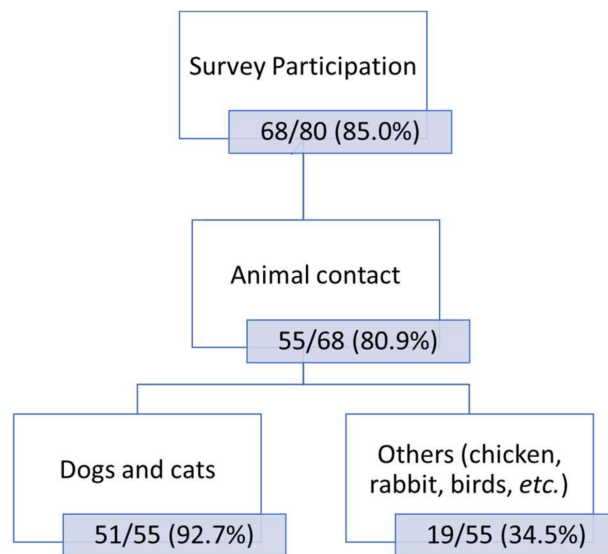 Survey Participation
68/80 (85.0%)
Animal contact
55/68 (80.9%)
Dogs and cats
51/55 (92.7%)
Others (chicken,
rabbit, birds, etc.)
19/55 (34.5%)